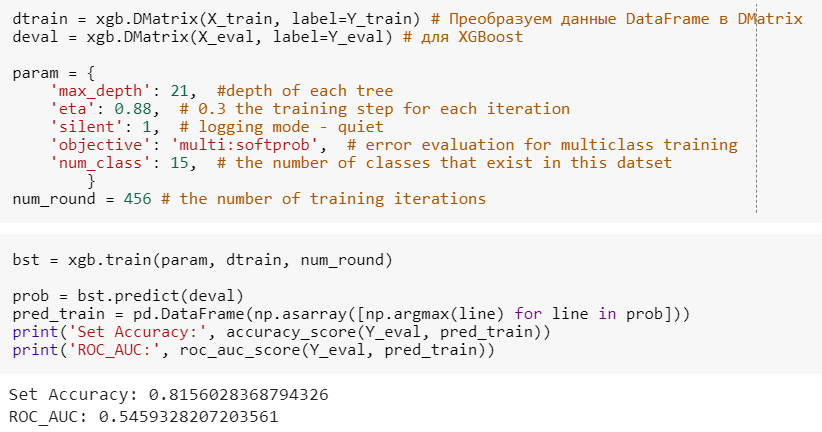 dtrain = xgb.DMatrix(X_train, label=Y_train) # Преобразуем данные DataFrame в DMatrix
deval = xgb.DMatrix(X_eval, label=Y_eval) # для XGBoost
param = {
'max_depth': 21,  #depth of each tree
'eta': 0.88,  # 0.3 the training step for each iteration
'silent': 1,  # logging mode - quiet
'objective': 'multi:softprob',  # error evaluation for multiclass training
'num_class': 15,  # the number of classes that exist in this datset
}
num_round = 456 # the number of training iterations
bst = xgb.train(param, dtrain, num_round)
prob = bst.predict(deval)
pred_train = pd.DataFrame(np.asarray([np.argmax(line) for line in prob]))
print('Set Accuracy:', accuracy_score(Y_eval, pred_train))
print('ROC_AUC:', roc_auc_score(Y_eval, pred_train))
Set Accuracy: 0.8156028368794326
ROC_AUC: 0.5459328207203561